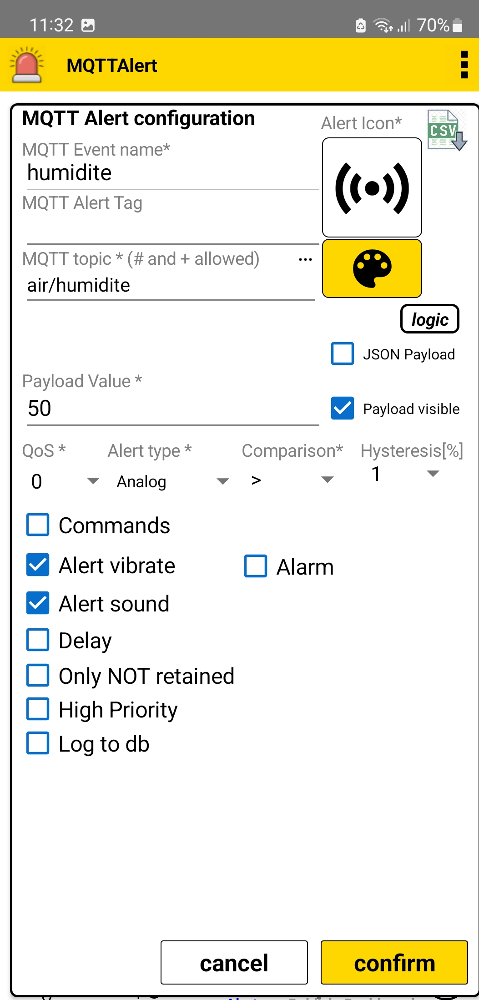 11:32
70%
MQTTAlert
MQTT Alert configuration
Alert Icon*
CSV
MQTT Event name*
humidite
MQTT Alert Tag
MQTT topic * (# and + allowed)
...
air/humidite
logic
JSON Payload
Payload Value *
50
Payload visible
QoS * Alert type * Comparison* Hysteresis[%]
0 Analog > 1
Commands
Alert vibrate
Alarm
Alert sound
Delay
Only NOT retained
High Priority
Log to db
cancel confirm